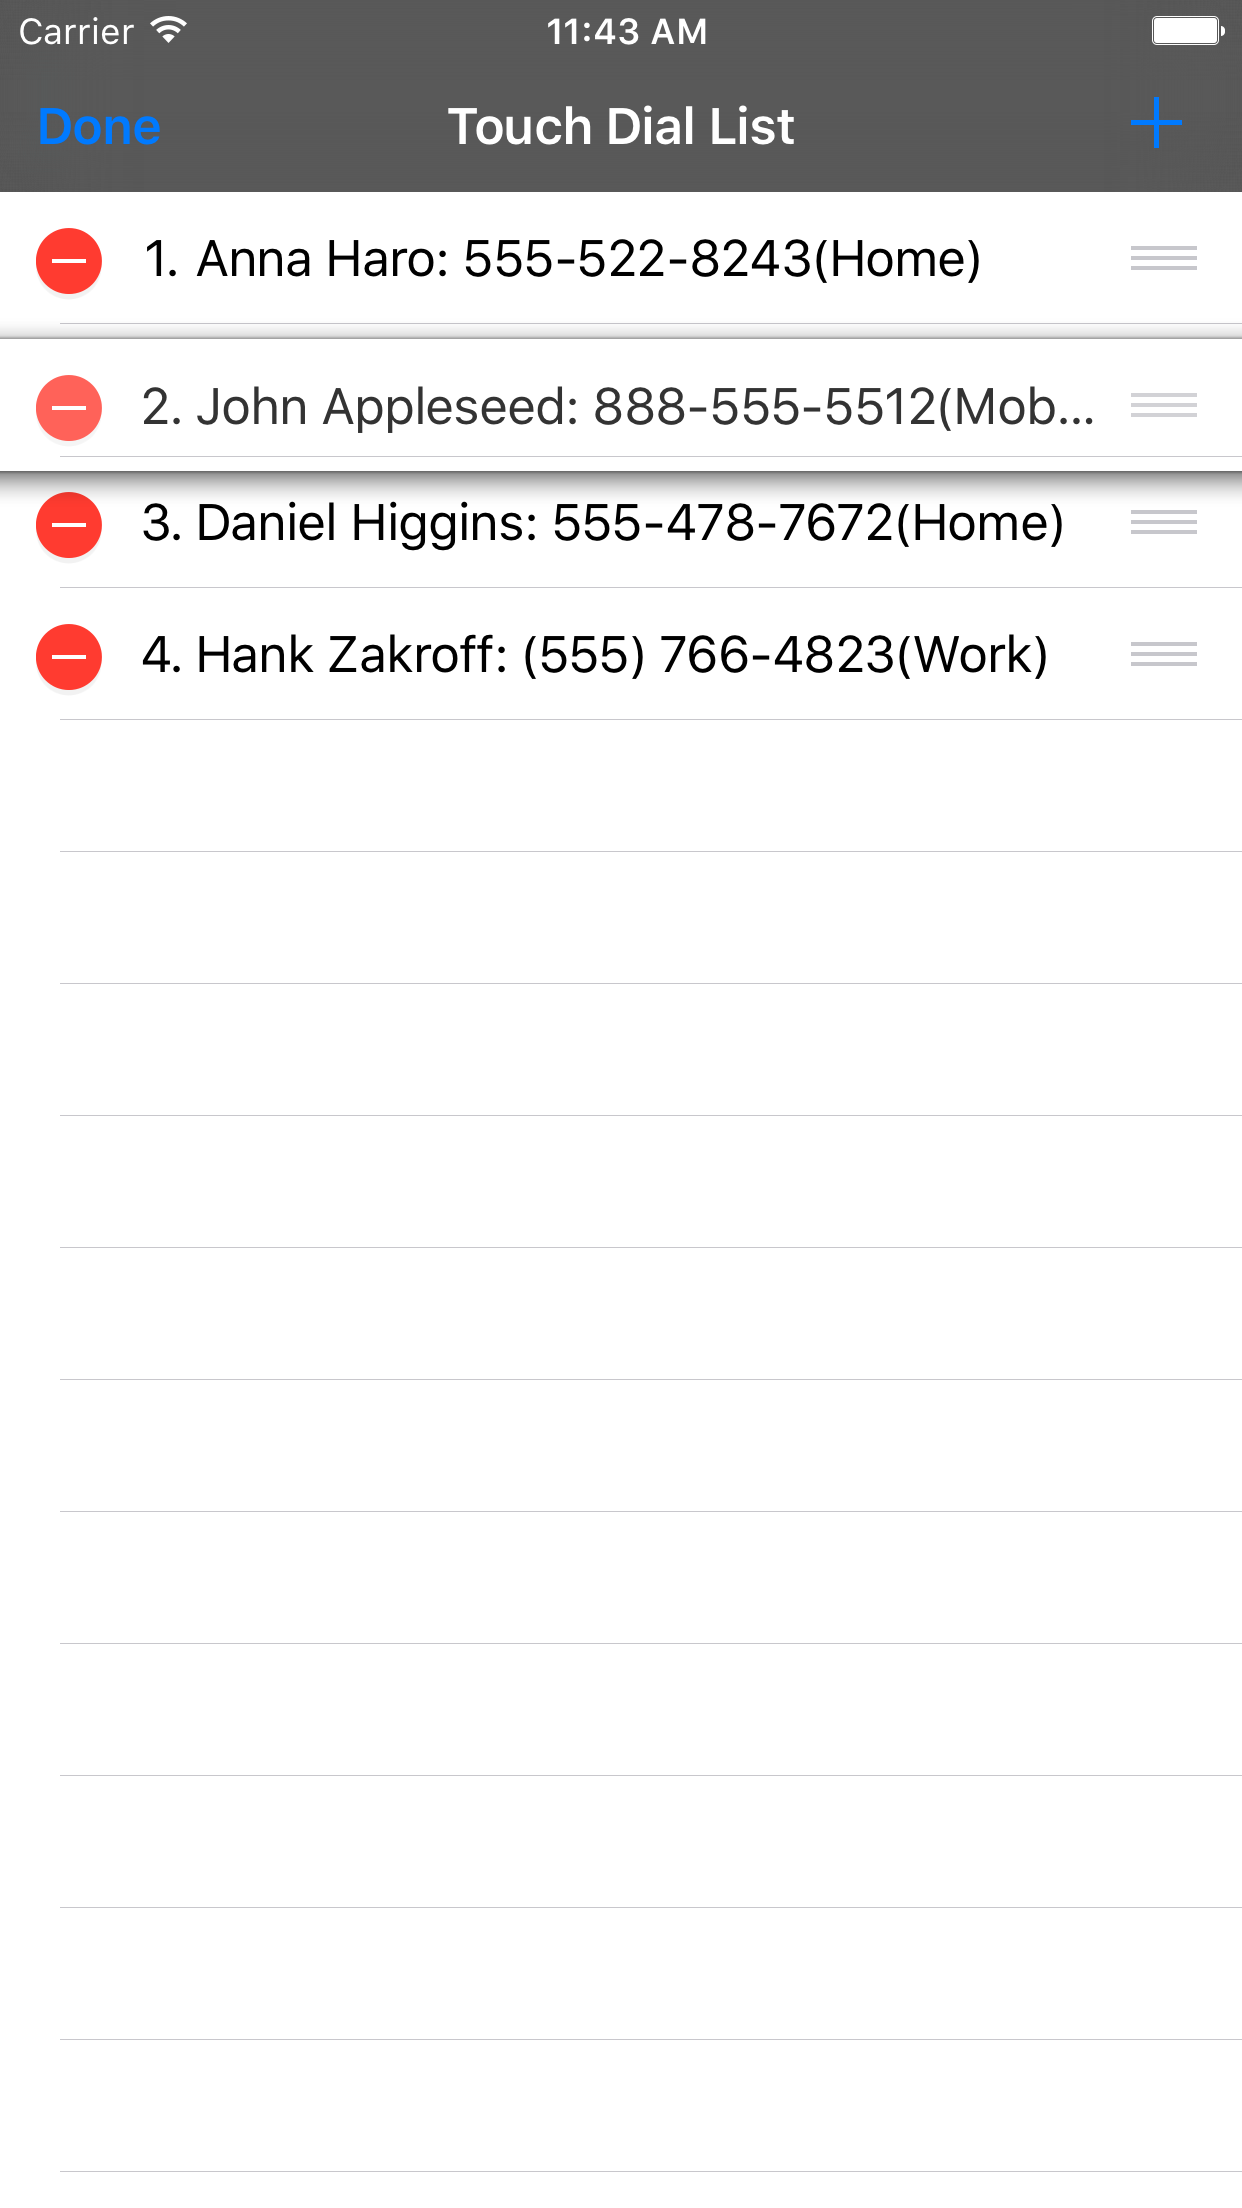 Carrier 11:43 AM
Done Touch Dial List +
1. Anna Haro: 555-522-8243(Home)
2. John Appleseed: 888-555-5512(Mob...
3. Daniel Higgins: 555-478-7672(Home)
4. Hank Zakroff: (555) 766-4823(Work)